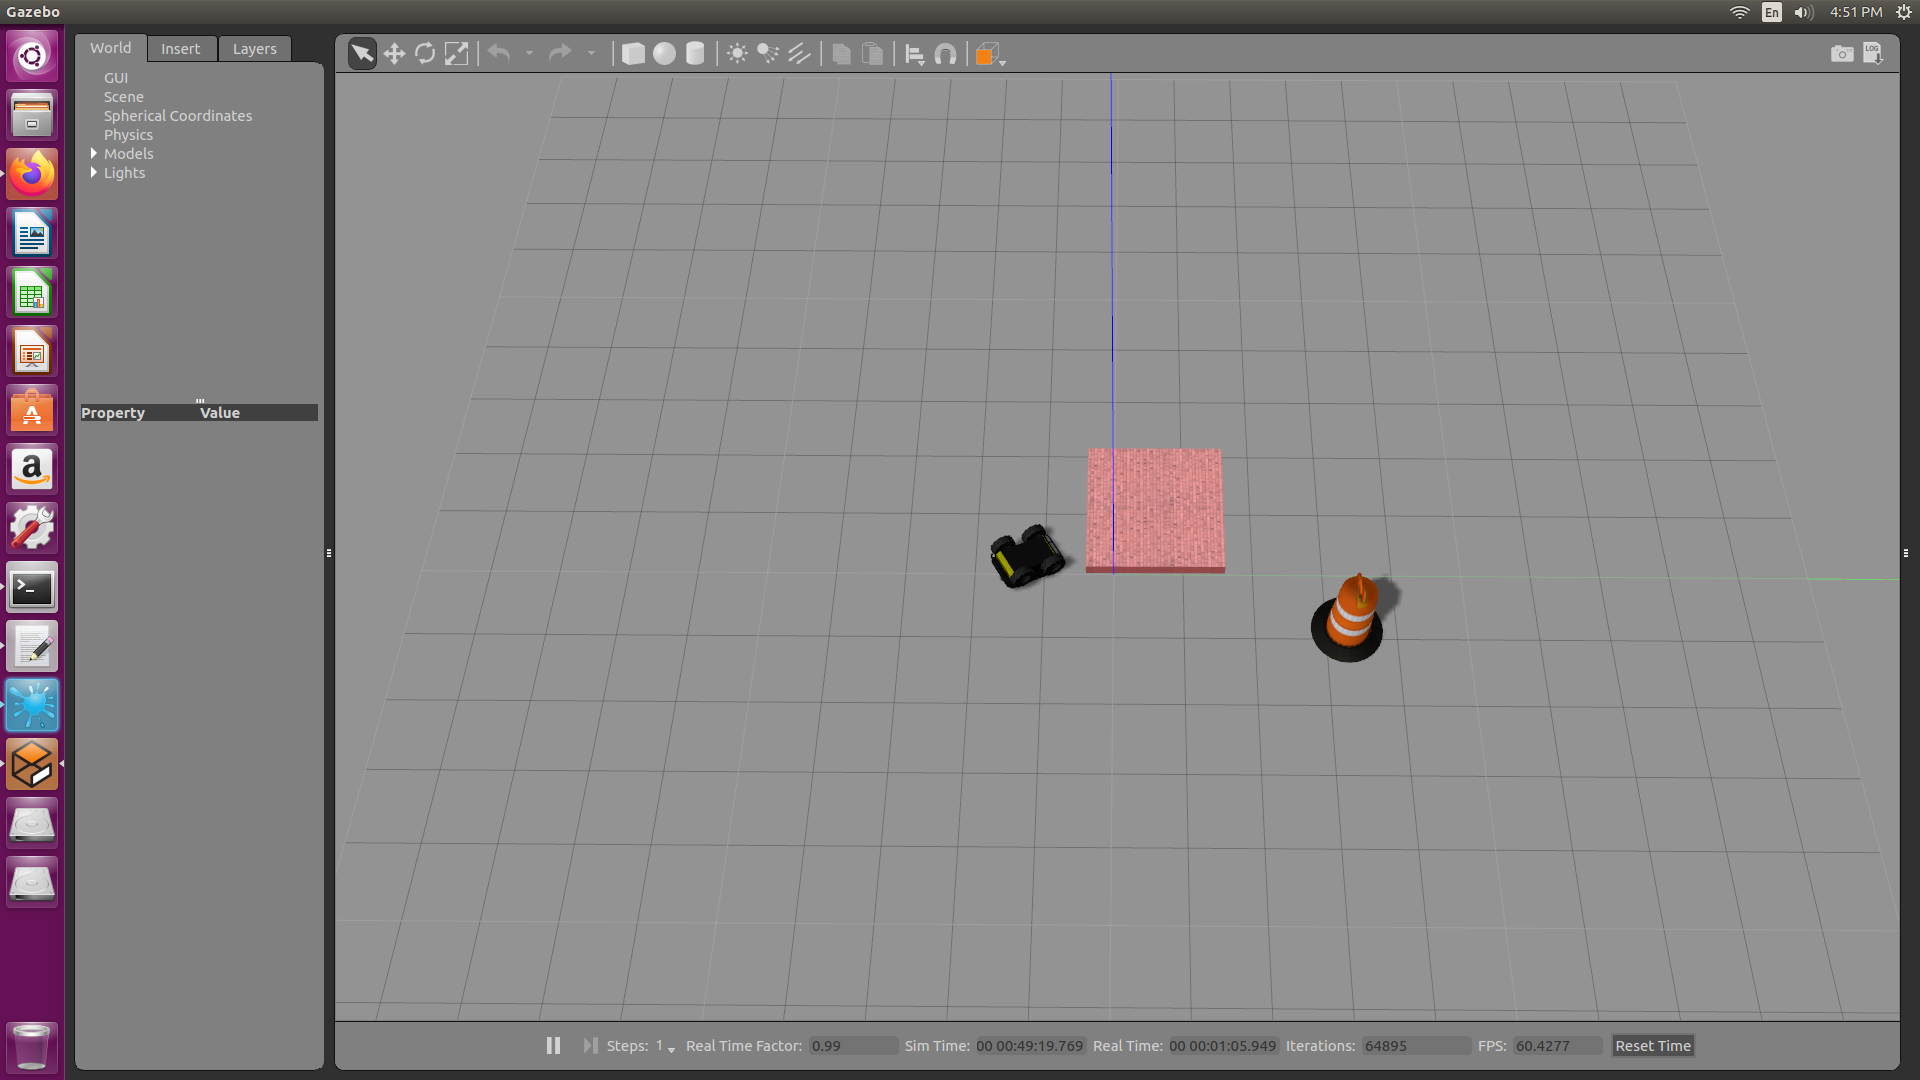 Gazebo
En
4:51 PM
World Insert Layers
LOG
GUI
Scene
Spherical Coordinates
Physics
Models
Lights
Property Value
Steps: 1 Real Time Factor: 0.99 Sim Time: 00 00:49:19.769 Real Time: 00 00:01:05.949 Iterations: 64895 FPS: 60.4277 Reset Time